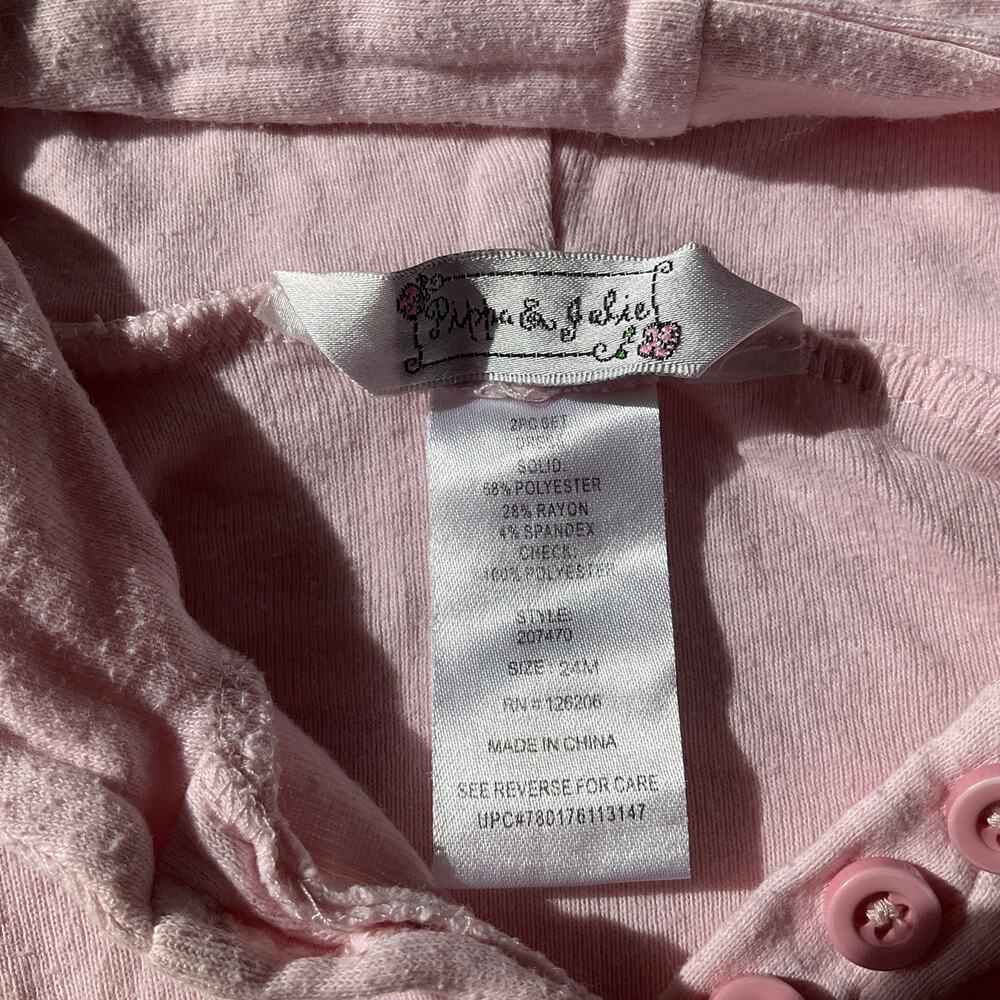 Pippa & Julie
2PC SET
DRESS
SOLID:
68% POLYESTER
28% RAYON
4% SPANDEX
CHECK:
100% POLYESTER
STYLE:
207470
SIZE: 24M
RN # 126206
MADE IN CHINA
SEE REVERSE FOR CARE
UPC#780176113147